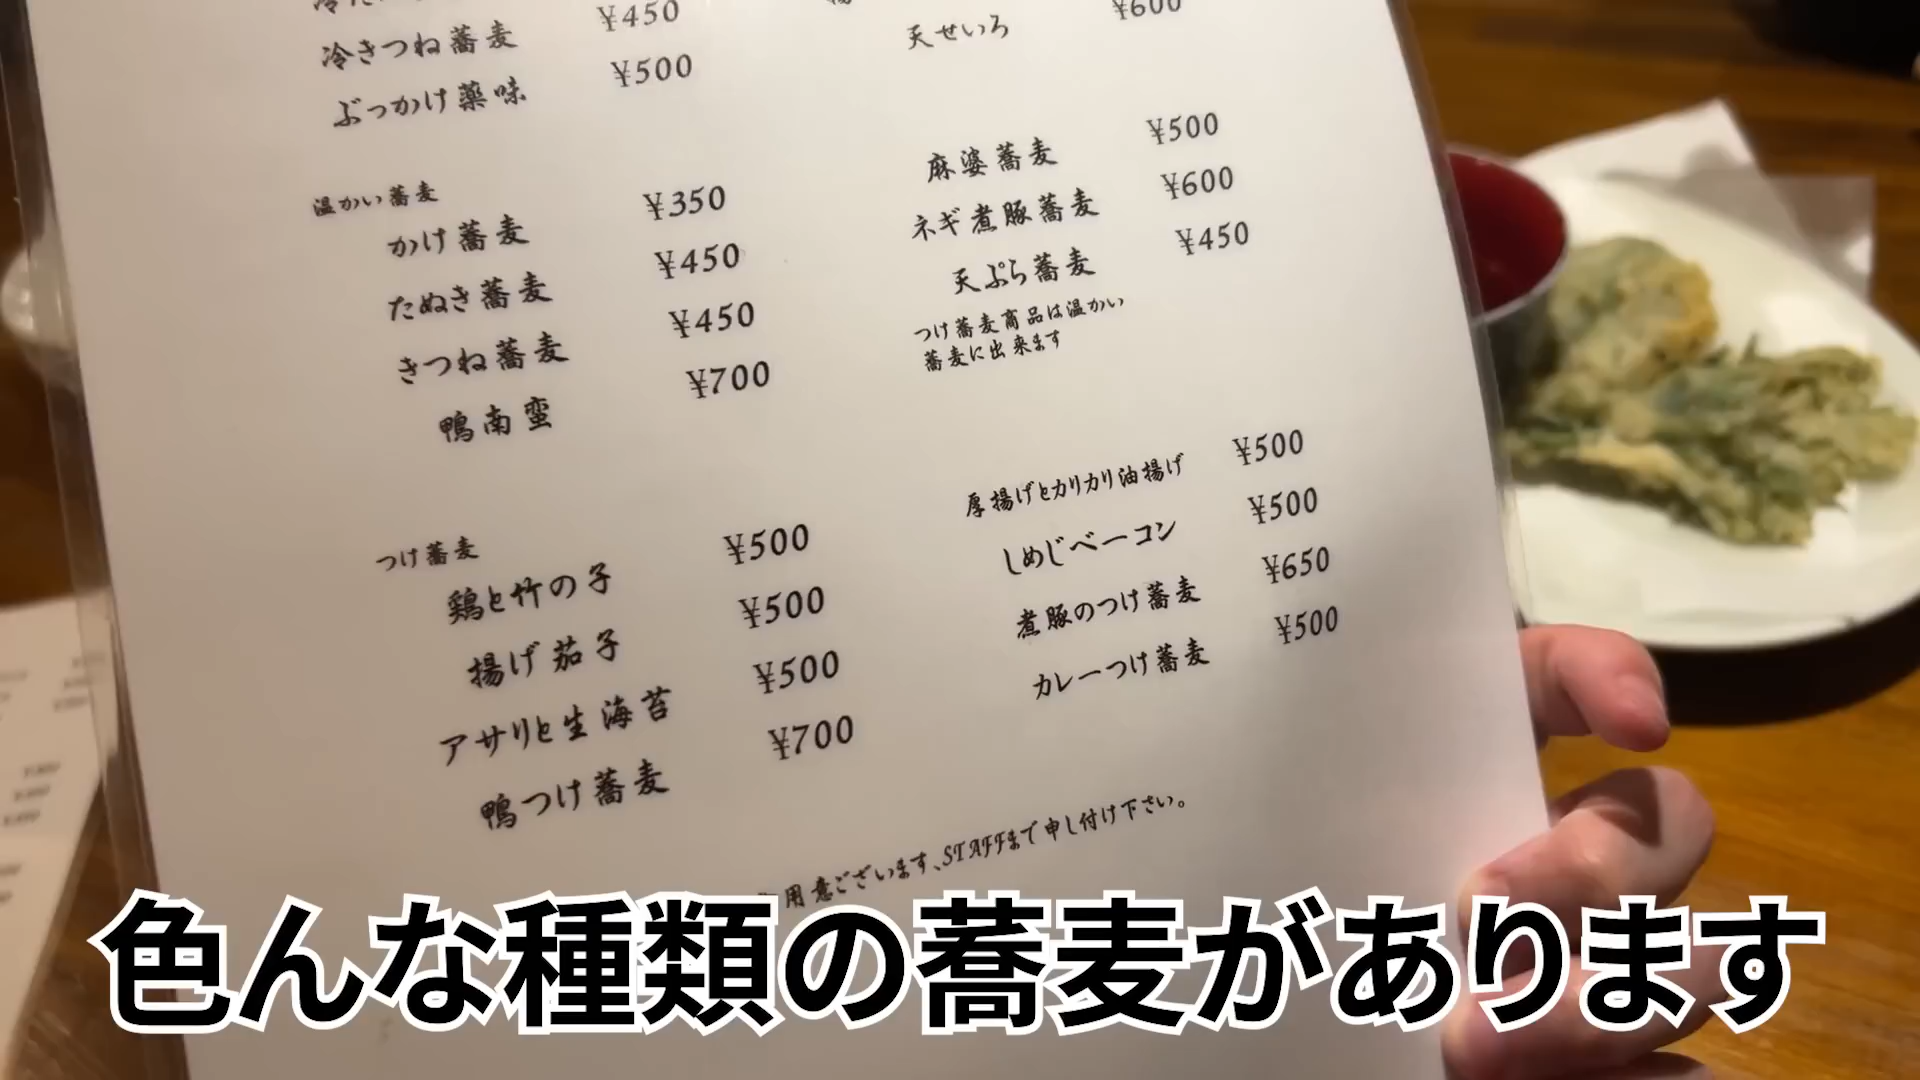 冷きつね蕎麦 ¥450
ぶっかけ薬味 ¥500
温かい蕎麦
かけ蕎麦 ¥350
たぬき蕎麦 ¥450
きつね蕎麦 ¥450
鴨南蛮 ¥700
つけ蕎麦
鶏と竹の子 ¥500
揚げ茄子 ¥500
アサリと生海苔 ¥500
鴨つけ蕎麦 ¥700
天せいろ ¥600
麻婆蕎麦 ¥500
ネギ煮豚蕎麦 ¥600
天ぷら蕎麦 ¥450
つけ蕎麦商品は温かい
蕎麦に出来ます
厚揚げとカリカリ油揚げ ¥500
しめじベーコン ¥500
煮豚のつけ蕎麦 ¥650
カレーつけ蕎麦 ¥500
用意ございます、STAFFまで申し付け下さい。
色んな種類の蕎麦があります